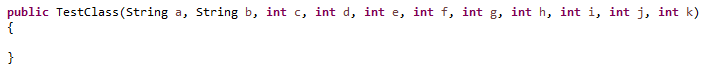 public TestClass(String a, String b, int c, int d, int e, int f, int g, int h, int i, int j, int k)
{
}